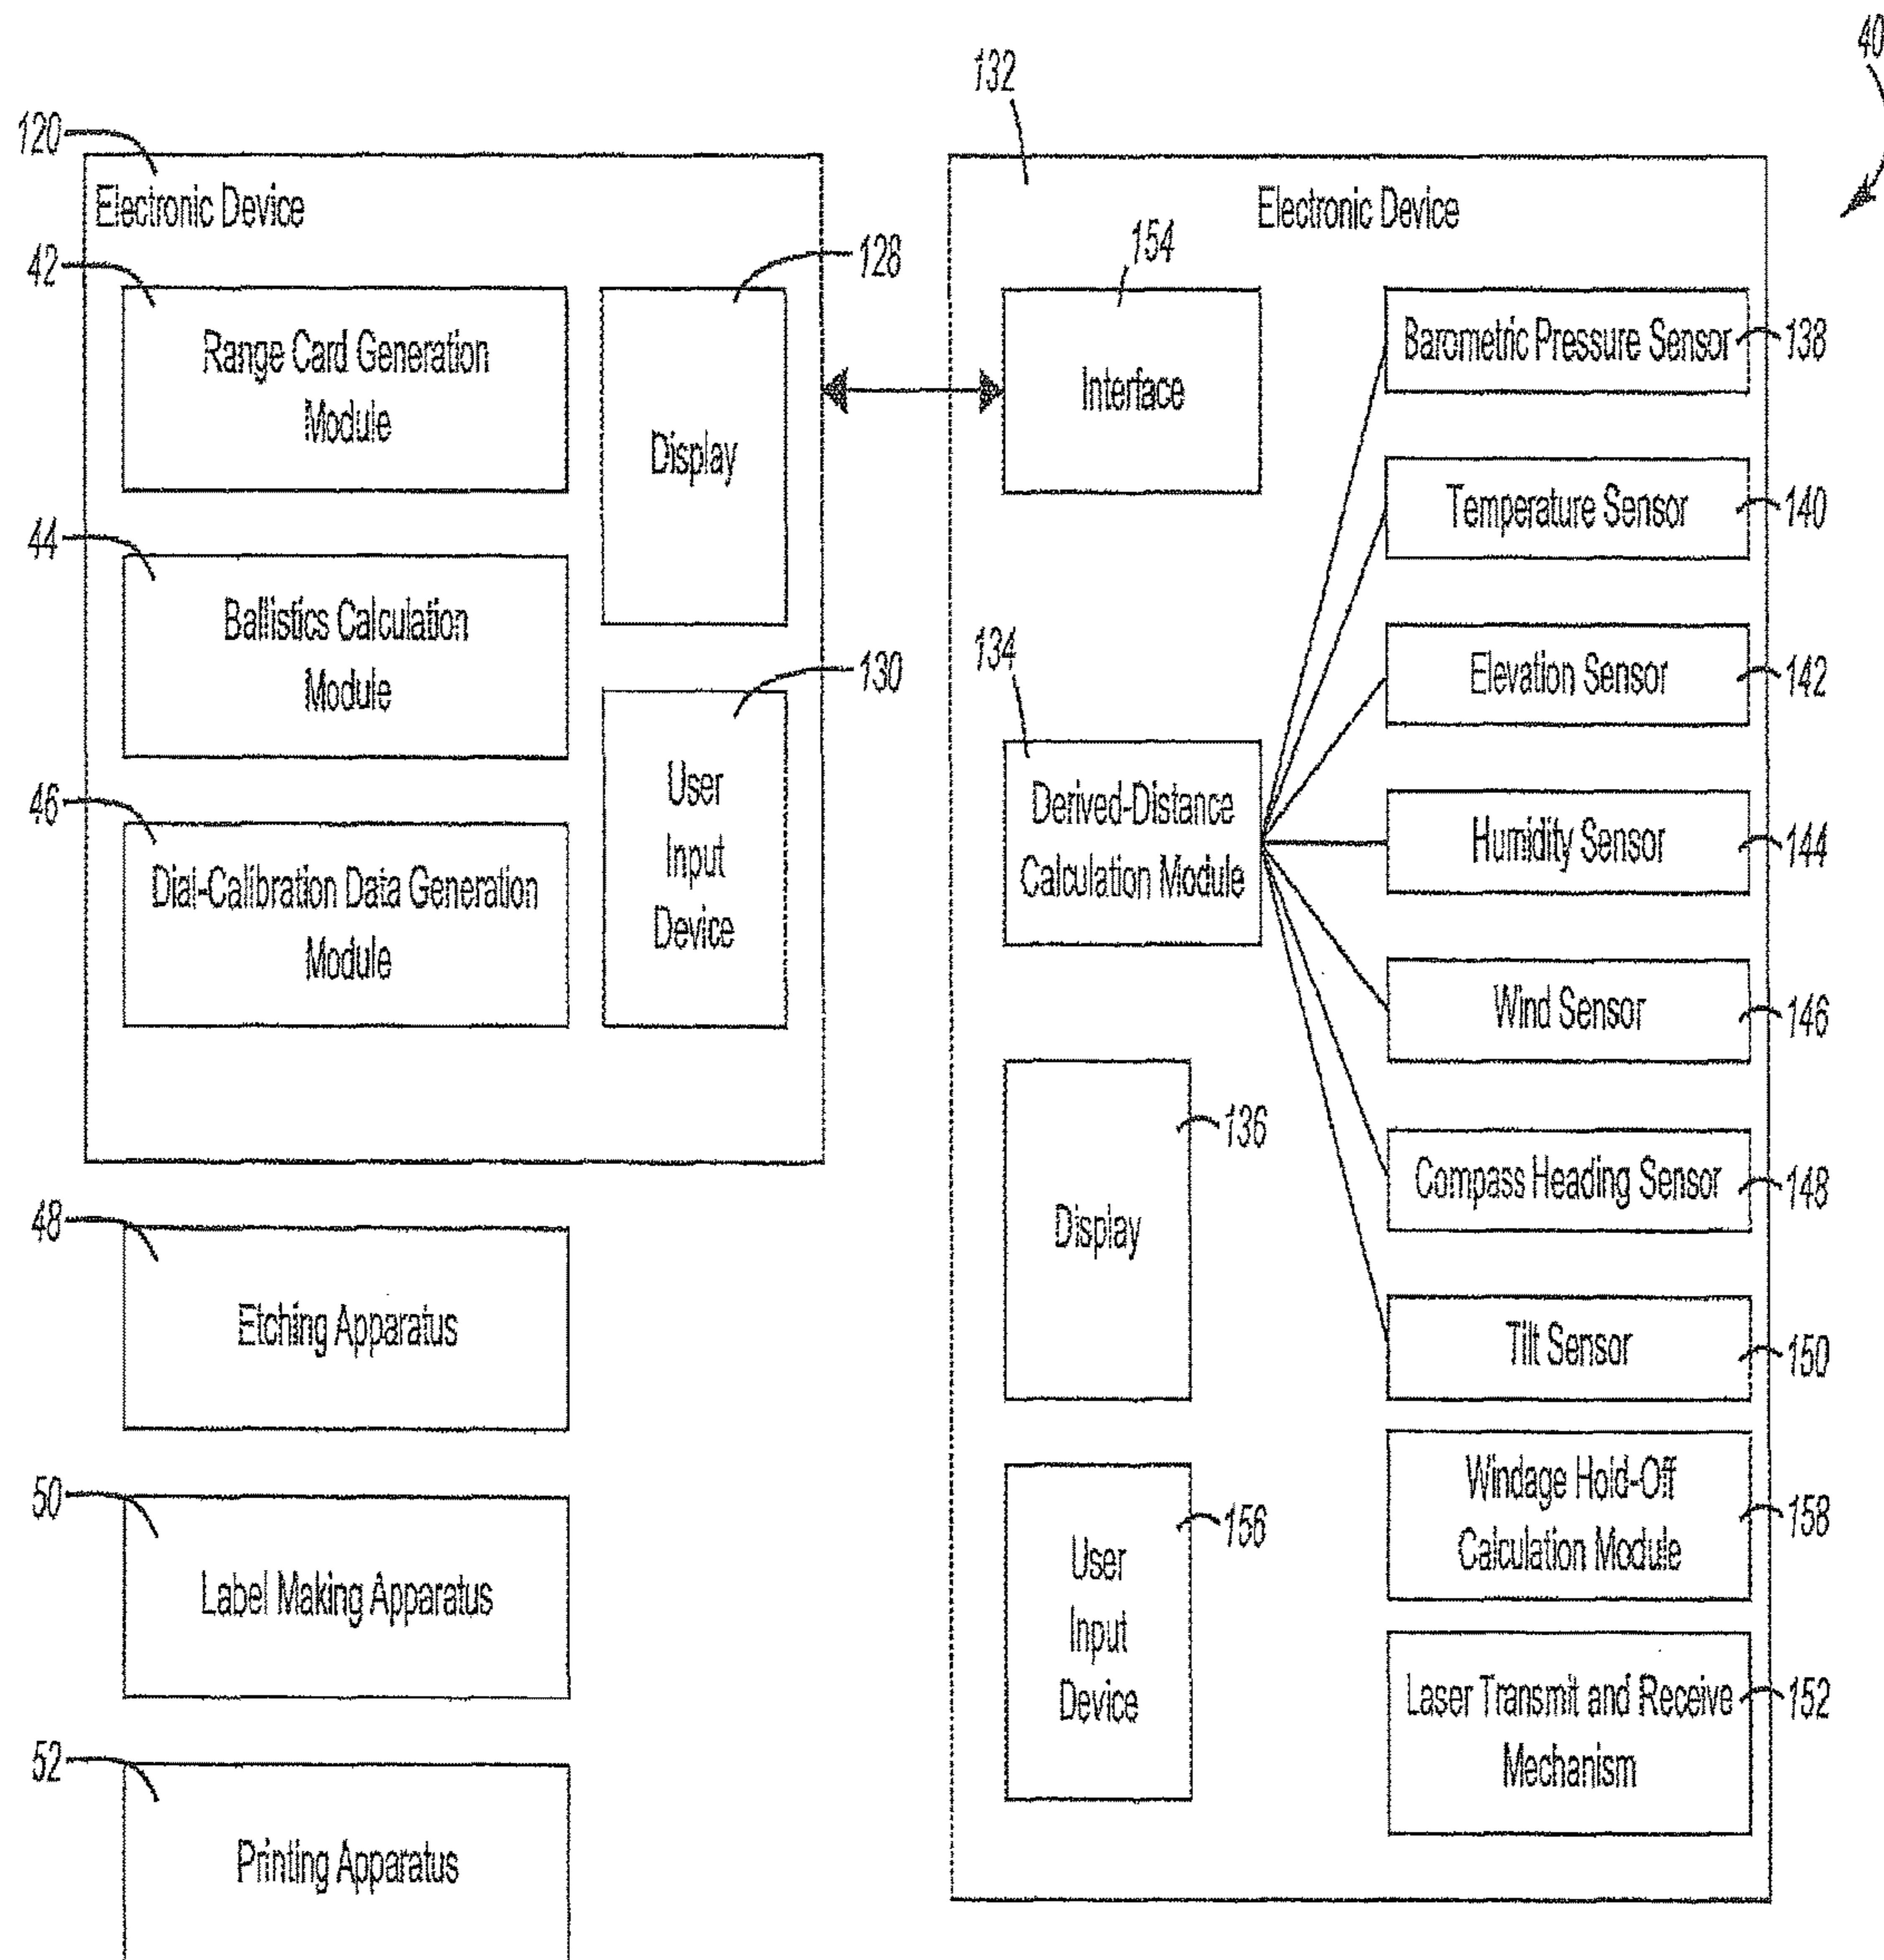 40
132
120
Electronic Device
Electronic Device
154
42
128
Range Card Generation
Module
Display
Interface
Barometric Pressure Sensor
138
Temperature Sensor
140
44
Ballistics Calculation
Module
130
134
Elevation Sensor
142
User
Input
Device
Derived-Distance
Calculation Module
Humidity Sensor
144
46
Dial-Calibration Data Generation
Module
Wind Sensor
146
136
Display
Compass Heading Sensor
148
48
Etching Apparatus
Tilt Sensor
150
50
Label Making Apparatus
156
User
Input
Device
Windage Hold-Off
Calculation Module
158
Laser Transmit and Receive
Mechanism
152
52
Printing Apparatus